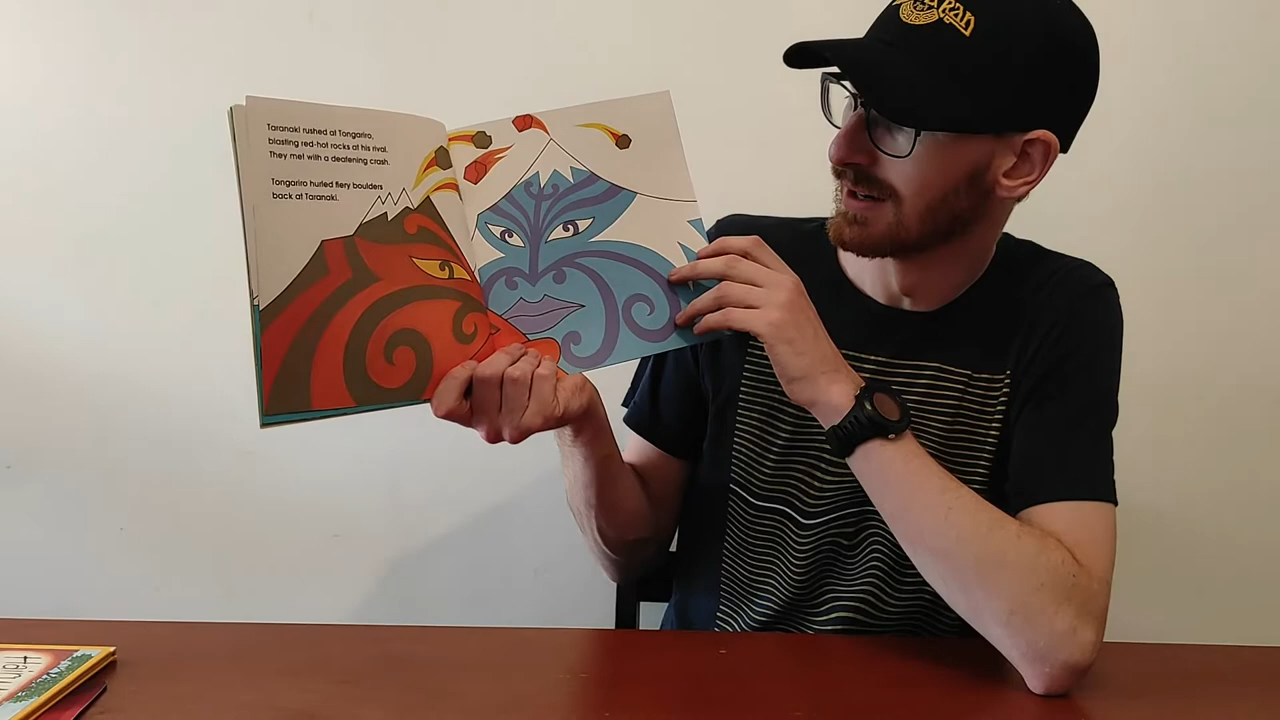 Taranaki rushed at Tongariro,
blasting red-hot rocks at his rival.
They met with a deafening crash.
Tongariro hurled fiery boulders
back at Taranaki.